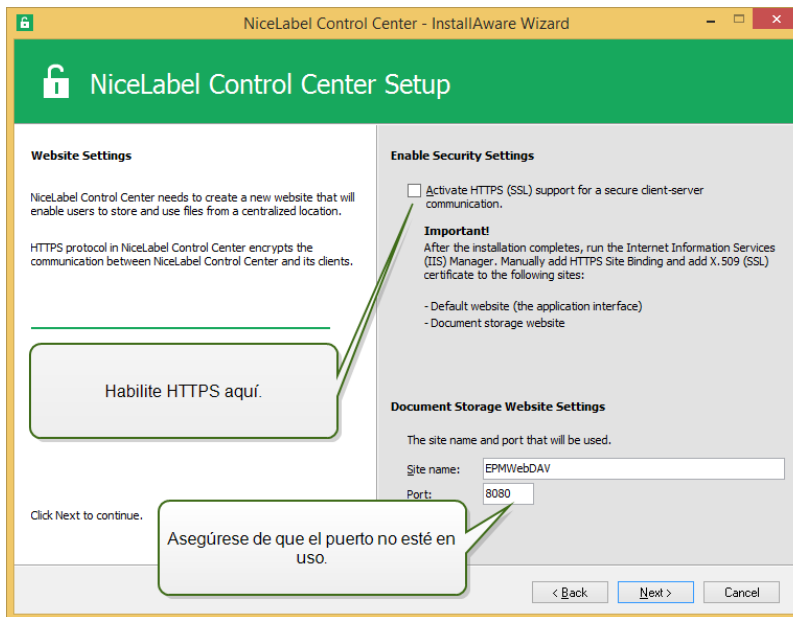 NiceLabel Control Center - InstallAware Wizard
NiceLabel Control Center Setup
Website Settings
NiceLabel Control Center needs to create a new website that will
enable users to store and use files from a centralized location.
HTTPS protocol in NiceLabel Control Center encrypts the
communication between NiceLabel Control Center and its clients.
Habilite HTTPS aquí.
Click Next to continue.
Enable Security Settings
Activate HTTPS (SSL) support for a secure client-server
communication.
Important!
After the installation completes, run the Internet Information Services
(IIS) Manager. Manually add HTTPS Site Binding and add X.509 (SSL)
certificate to the following sites:
- Default website (the application interface)
- Document storage website
Document Storage Website Settings
The site name and port that will be used.
Site name: EPMWebDAV
Port: 8080
Asegúrese de que el puerto no esté en
uso.
< Back Next > Cancel